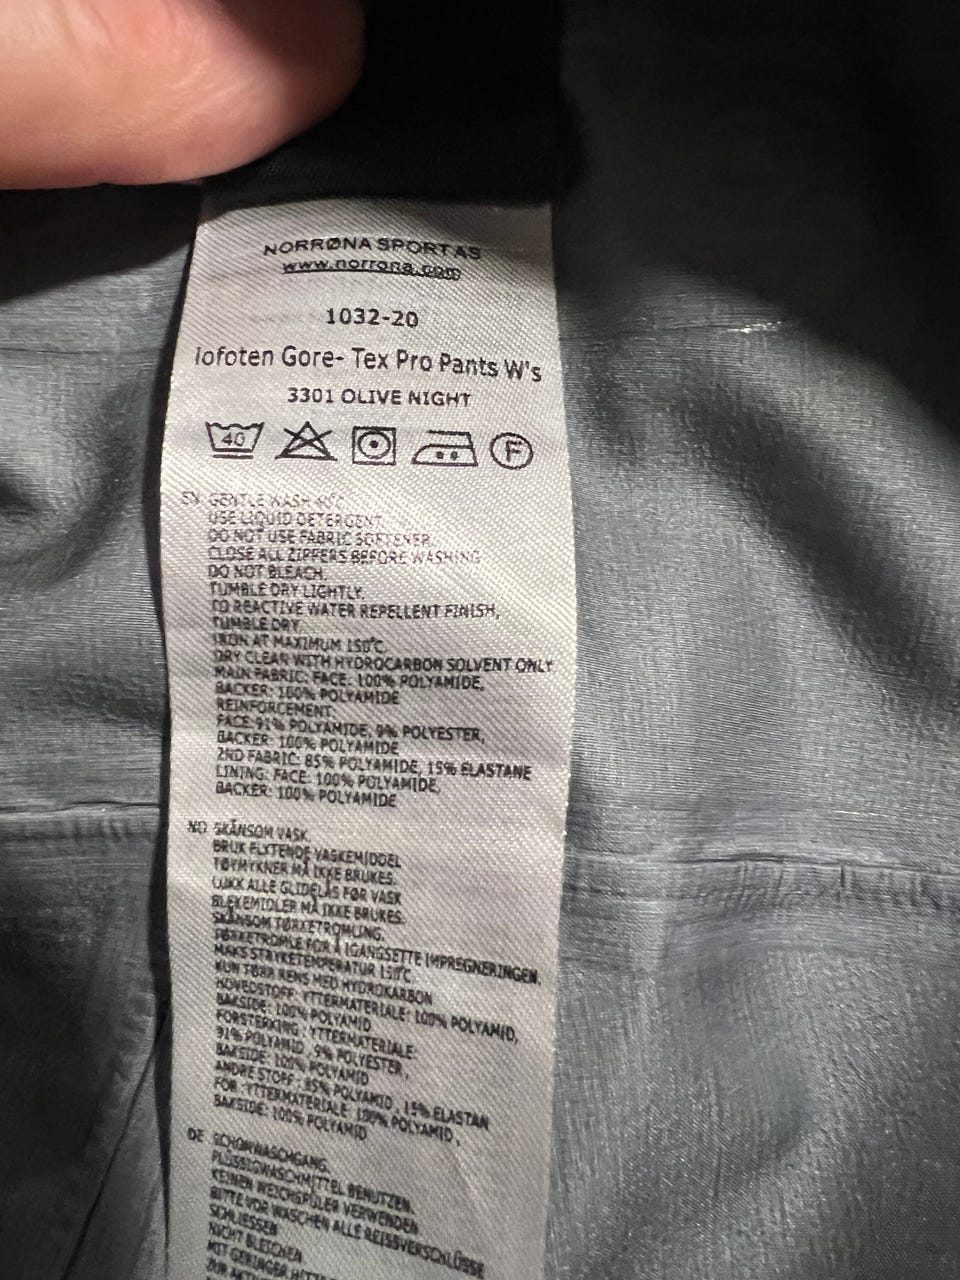 NORRØNA SPORT AS
www.norrona.com
1032-20
lofoten Gore- Tex Pro Pants W's
3301 OLIVE NIGHT
40 F
EN GENTLE WASH 40°C
USE LIQUID DETERGENT.
DO NOT USE FABRIC SOFTENER.
CLOSE ALL ZIPPERS BEFORE WASHING
DO NOT BLEACH.
TUMBLE DRY LIGHTLY.
TO REACTIVE WATER REPELLENT FINISH,
TUMBLE DRY.
IRON AT MAXIMUM 150°C.
DRY CLEAN WITH HYDROCARBON SOLVENT ONLY
MAIN FABRIC: FACE: 100% POLYAMIDE,
BACKER: 100% POLYAMIDE
REINFORCEMENT:
FACE:91% POLYAMIDE, 9% POLYESTER,
BACKER: 100% POLYAMIDE
2ND FABRIC: 85% POLYAMIDE, 15% ELASTANE
LINING: FACE: 100% POLYAMIDE,
BACKER: 100% POLYAMIDE
NO SKÅNSOM VASK.
BRUK FLYTENDE VASKEMIDDEL
TØYMYKNER MÅ IKKE BRUKES.
LUKK ALLE GLIDELÅS FØR VASK
BLEKEMIDLER MÅ IKKE BRUKES.
SKÅNSOM TØRKETROMLING.
TØRKETROMLE FOR Å IGANGSETTE IMPREGNERINGEN.
MAKS STRYKETEMPERATUR 150°C
KUN TØRR RENS MED HYDROKARBON
HOVEDSTOFF: YTTERMATERIALE: 100% POLYAMID,
BAKSIDE: 100% POLYAMID
FORSTERKING : YTTERMATERIALE:
91% POLYAMID , 9% POLYESTER ,
BAKSIDE: 100% POLYAMID
ANDRE STOFF : 85% POLYAMID , 15% ELASTAN
FOR :YTTERMATERIALE: 100% POLYAMID ,
BAKSIDE: 100% POLYAMID
DE SCHONWASCHGANG.
FLÜSSIGWASCHMITTEL BENUTZEN.
KEINEN WEICHSPÜLER VERWENDEN
BITTE VOR WASCHEN ALLE REISSVERSCHLÜSSE
SCHLIESSEN
NICHT BLEICHEN
MIT GERINGER
ZUR